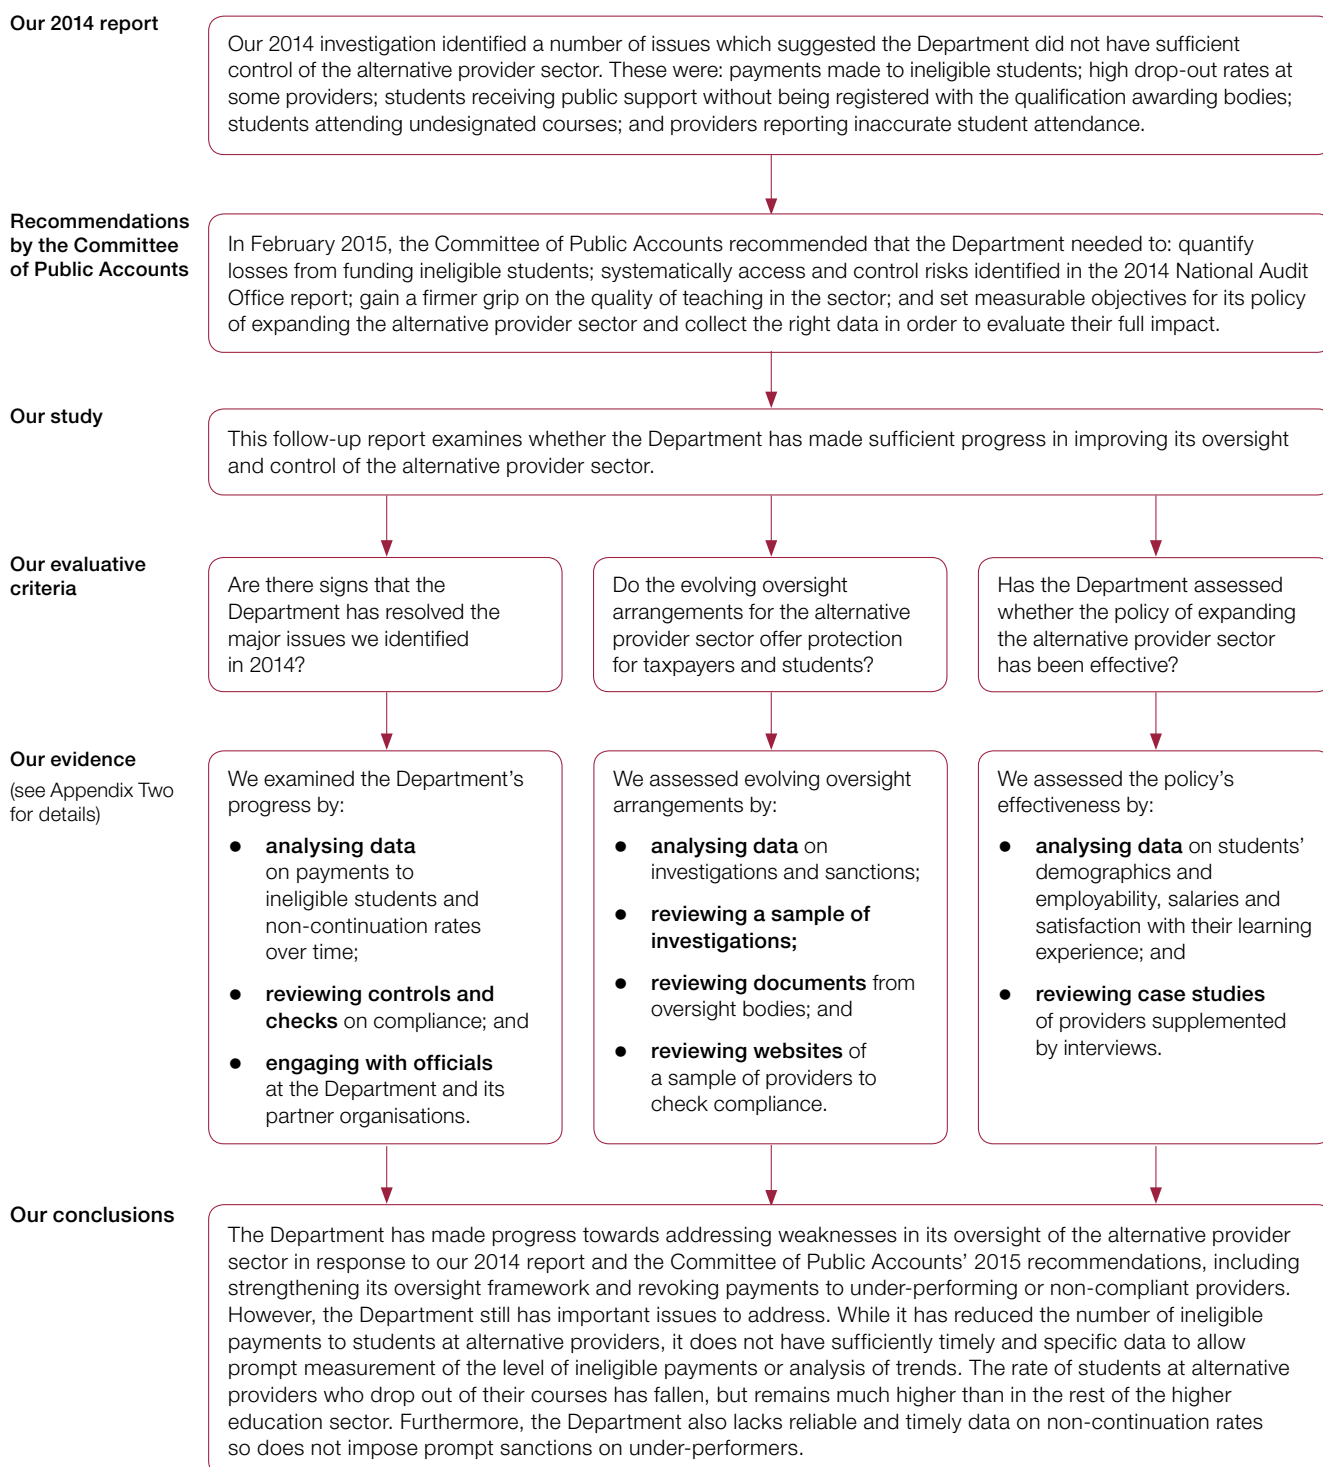 Our 2014 report
Our 2014 investigation identified a number of issues which suggested the Department did not have sufficient
control of the alternative provider sector. These were: payments made to ineligible students; high drop-out rates at
some providers; students receiving public support without being registered with the qualification awarding bodies;
students attending undesignated courses; and providers reporting inaccurate student attendance.
Recommendations
by the Committee
of Public Accounts
In February 2015, the Committee of Public Accounts recommended that the Department needed to: quantify
losses from funding ineligible students; systematically access and control risks identified in the 2014 National Audit
Office report; gain a firmer grip on the quality of teaching in the sector; and set measurable objectives for its policy
of expanding the alternative provider sector and collect the right data in order to evaluate their full impact.
Our study
This follow-up report examines whether the Department has made sufficient progress in improving its oversight
and control of the alternative provider sector.
Our evaluative
criteria
Are there signs that the
Department has resolved the
major issues we identified
in 2014?
Do the evolving oversight
arrangements for the alternative
provider sector offer protection
for taxpayers and students?
Has the Department assessed
whether the policy of expanding
the alternative provider sector
has been effective?
Our evidence
(see Appendix Two
for details)
We examined the Department's
progress by:
● analysing data
on payments to
ineligible students and
non-continuation rates
over time;
● reviewing controls and
checks on compliance; and
● engaging with officials
at the Department and its
partner organisations.
We assessed evolving oversight
arrangements by:
● analysing data on
investigations and sanctions;
● reviewing a sample of
investigations;
● reviewing documents from
oversight bodies; and
● reviewing websites of
a sample of providers to
check compliance.
We assessed the policy's
effectiveness by:
● analysing data on students'
demographics and
employability, salaries and
satisfaction with their learning
experience; and
● reviewing case studies
of providers supplemented
by interviews.
Our conclusions
The Department has made progress towards addressing weaknesses in its oversight of the alternative provider
sector in response to our 2014 report and the Committee of Public Accounts' 2015 recommendations, including
strengthening its oversight framework and revoking payments to under-performing or non-compliant providers.
However, the Department still has important issues to address. While it has reduced the number of ineligible
payments to students at alternative providers, it does not have sufficiently timely and specific data to allow
prompt measurement of the level of ineligible payments or analysis of trends. The rate of students at alternative
providers who drop out of their courses has fallen, but remains much higher than in the rest of the higher
education sector. Furthermore, the Department also lacks reliable and timely data on non-continuation rates
so does not impose prompt sanctions on under-performers.